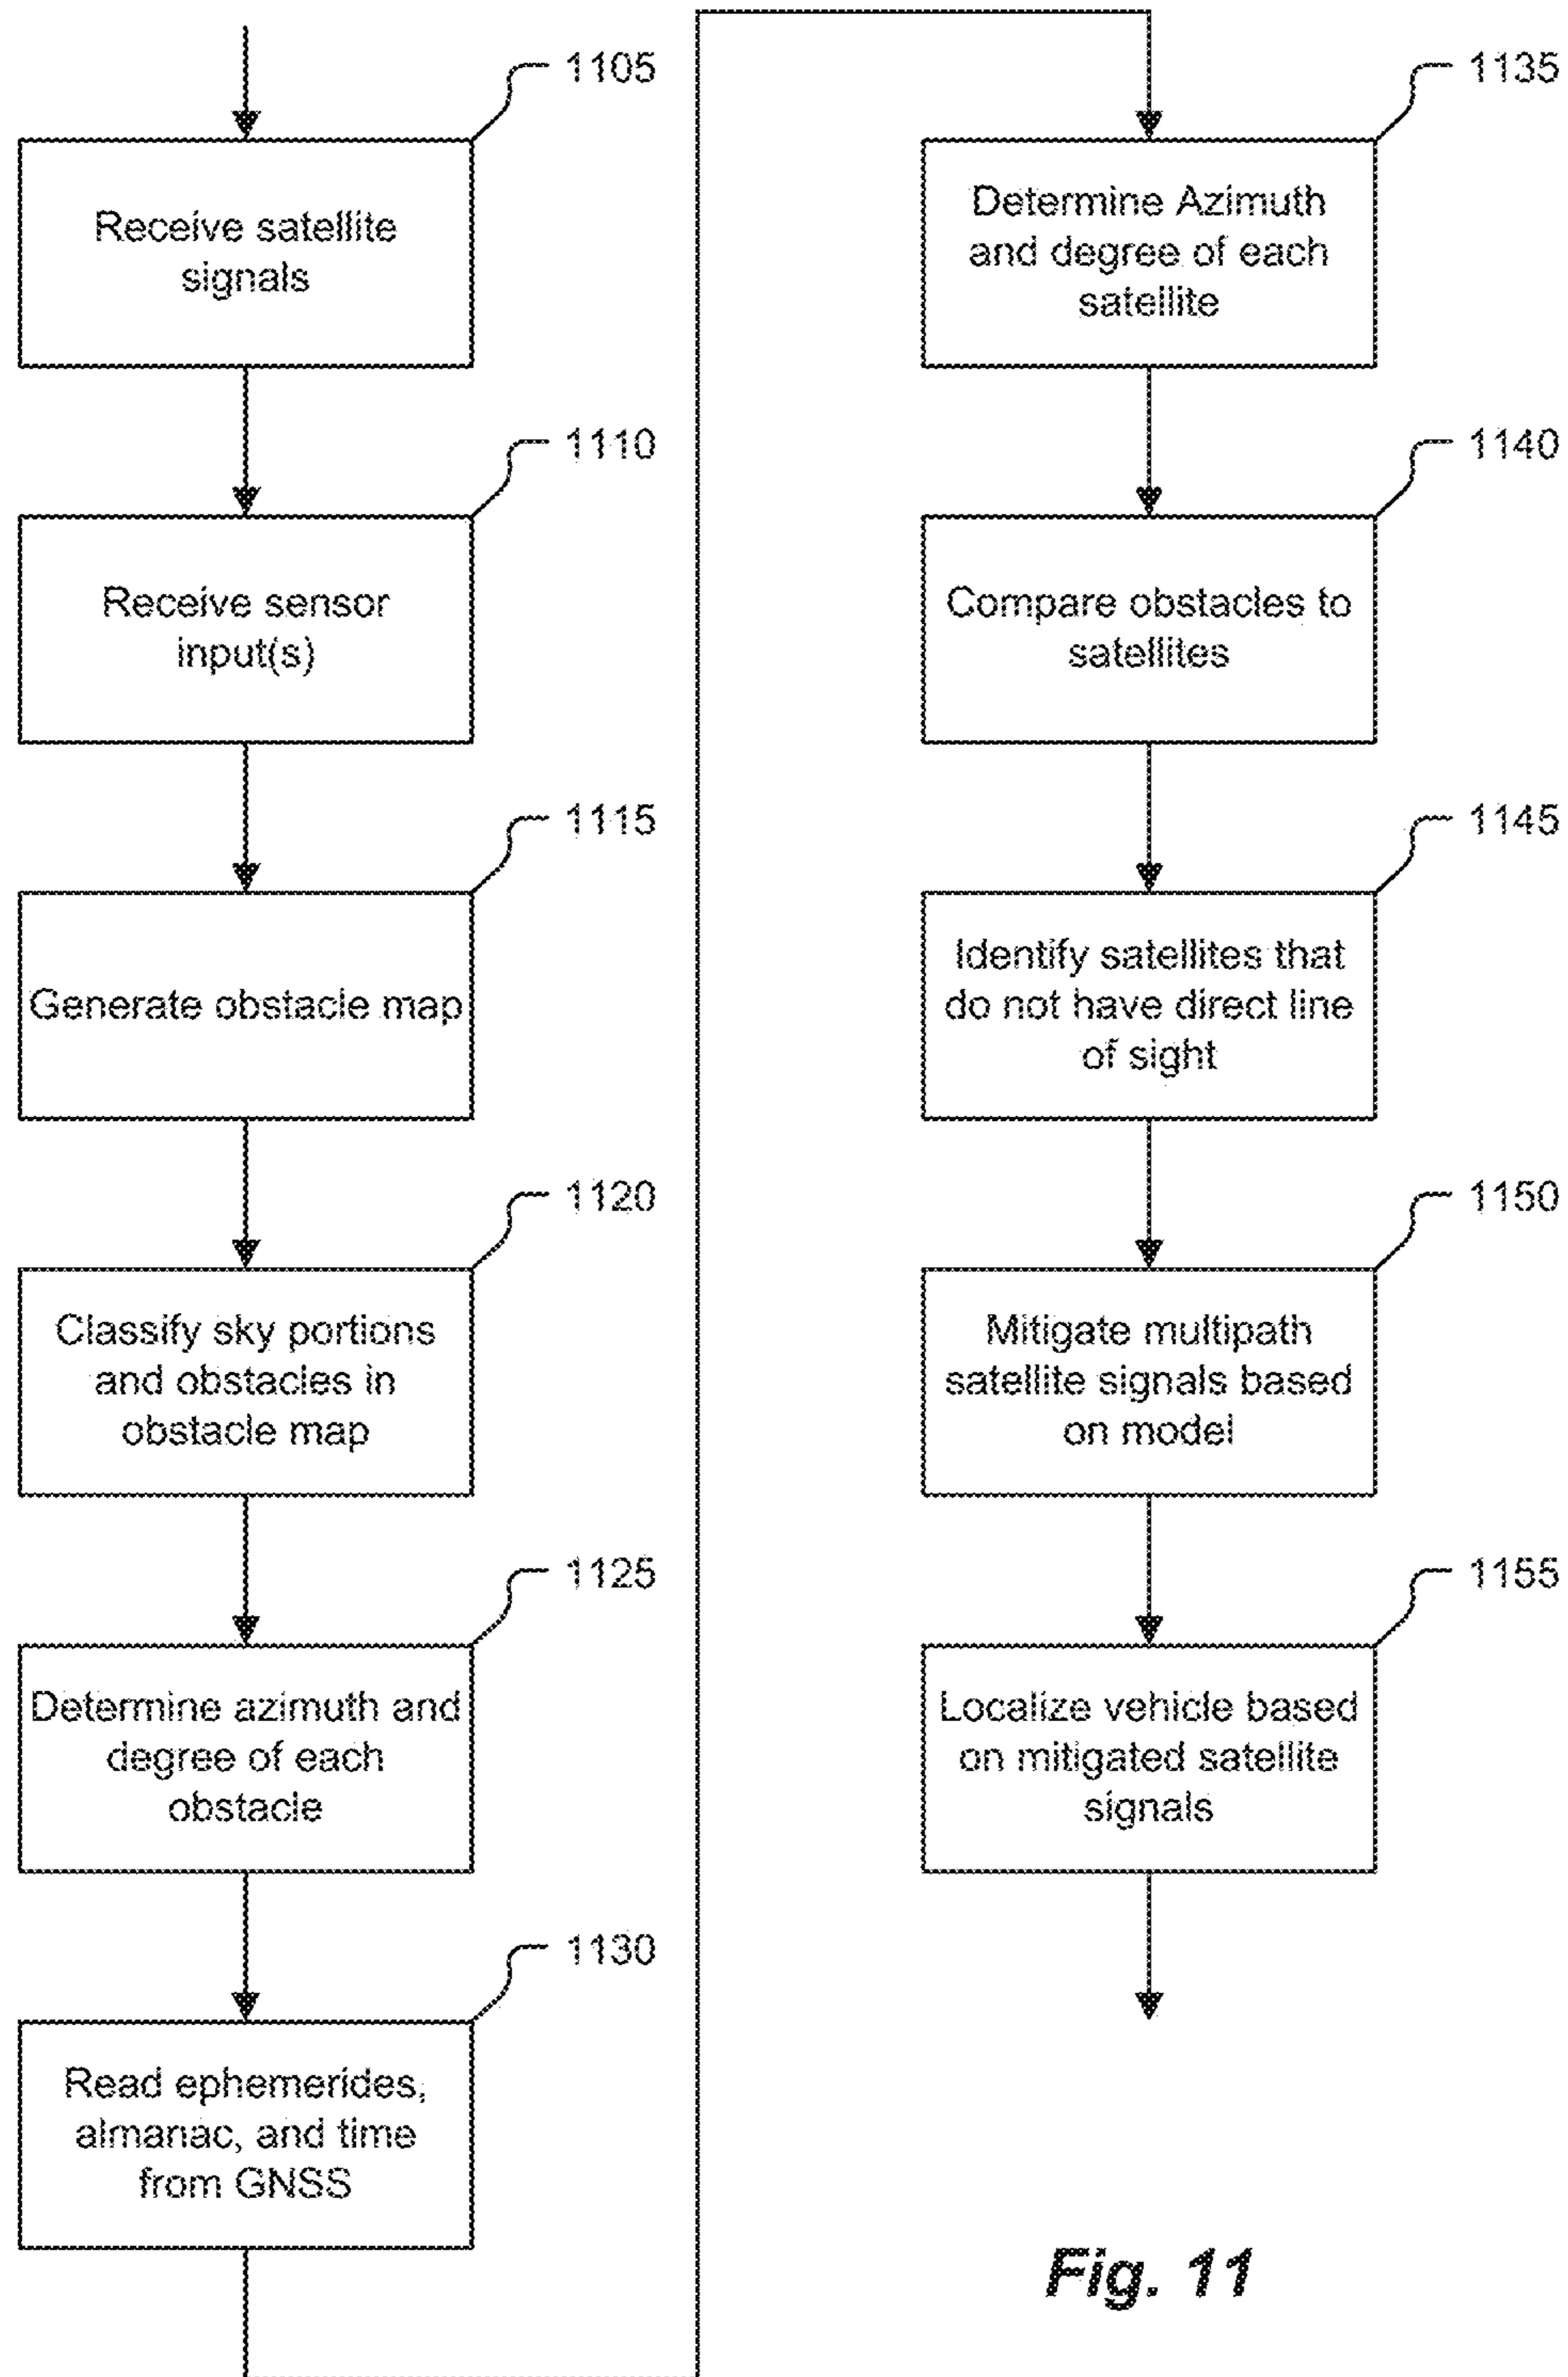 1105
Receive satellite
signals
1110
Receive sensor
input(s)
1115
Generate obstacle map
1120
Classify sky portions
and obstacles in
obstacle map
1125
Determine azimuth and
degree of each
obstacle
1130
Read ephemerides,
almanac, and time
from GNSS
1135
Determine Azimuth
and degree of each
satellite
1140
Compare obstacles to
satellites
1145
Identify satellites that
do not have direct line
of sight
1150
Mitigate multipath
satellite signals based
on model
1155
Localize vehicle based
on mitigated satellite
signals
Fig. 11